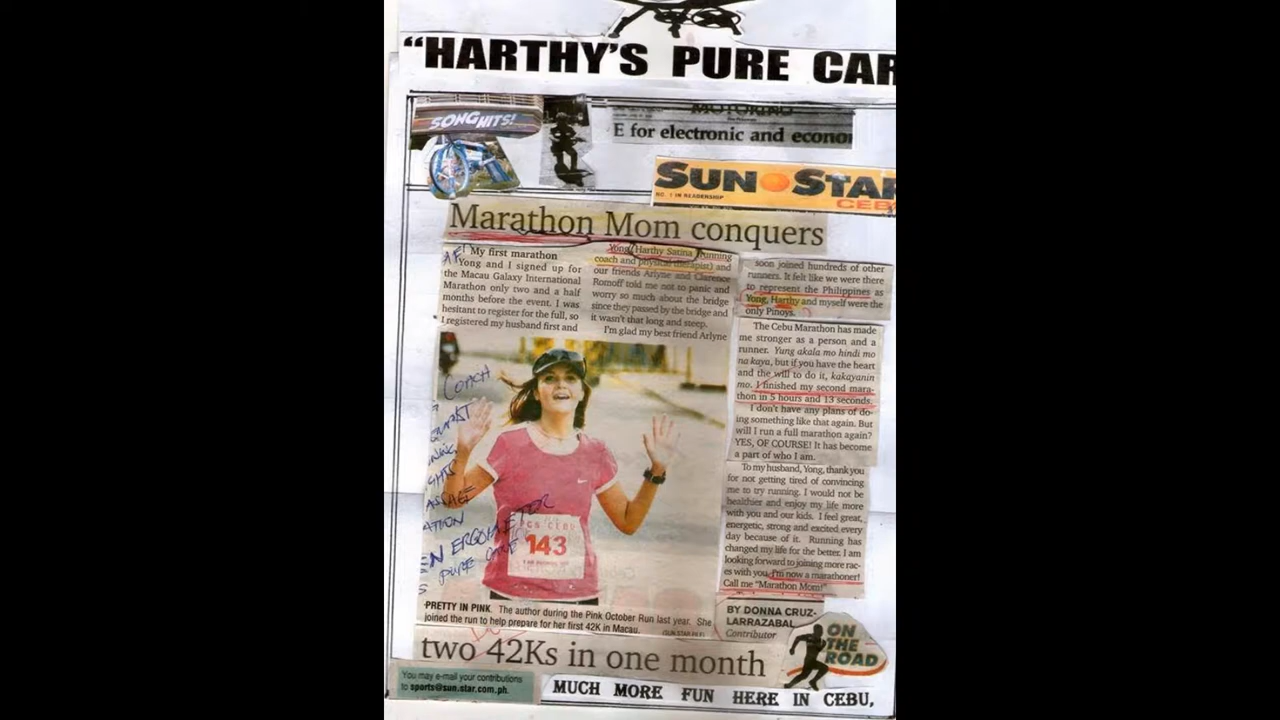 "HARTHY'S PURE CAR
SONG HITS!
MOTORING
E for electronic and econo
SUN STAR
NO. 1 IN READERSHIP
CEB
Marathon Mom conquers
My first marathon
Yong and I signed up for
the Macau Galaxy International
Marathon only two and a half
months before the event. I was
hesitant to register for the full, so
I registered my husband first and
Yong, (Harthy Satina, running
coach and physical therapist) and
our friends Arlyne and Clarence
Romoff told me not to panic and
worry so much about the bridge
since they passed by the bridge and
it wasn't that long and steep.
I'm glad my best friend Arlyne
soon joined hundreds of other
runners. It felt like we were there
to represent the Philippines as
Yong, Harthy and myself were the
only Pinoys.
The Cebu Marathon has made
me stronger as a person and a
runner. Yung akala mo hindi mo
na kaya, but if you have the heart
and the will to do it, kakayanin
mo. I finished my second mara-
thon in 5 hours and 13 seconds.
I don't have any plans of do-
ing something like that again. But
will I run a full marathon again?
YES, OF COURSE! It has become
a part of who I am.
To my husband, Yong, thank you
for not getting tired of convincing
me to try running. I would not be
healthier and enjoy my life more
with you and our kids. I feel great,
energetic, strong and excited every
day because of it. Running has
changed my life for the better. I am
looking forward to joining more rac-
es with you. I'm now a marathoner!
Call me "Marathon Mom!"
COACH
ATION
EN ERGOMETER
PURE CARE
PCS CEBU
143
PRETTY IN PINK. The author during the Pink October Run last year. She
joined the run to help prepare for her first 42K in Macau.
(SUN.STAR FILE)
BY DONNA CRUZ-
LARRAZABAL
Contributor
ON
THE
ROAD
two 42Ks in one month
You may e-mail your contributions
to sports@sun.star.com.ph.
MUCH MORE FUN HERE IN CEBU,